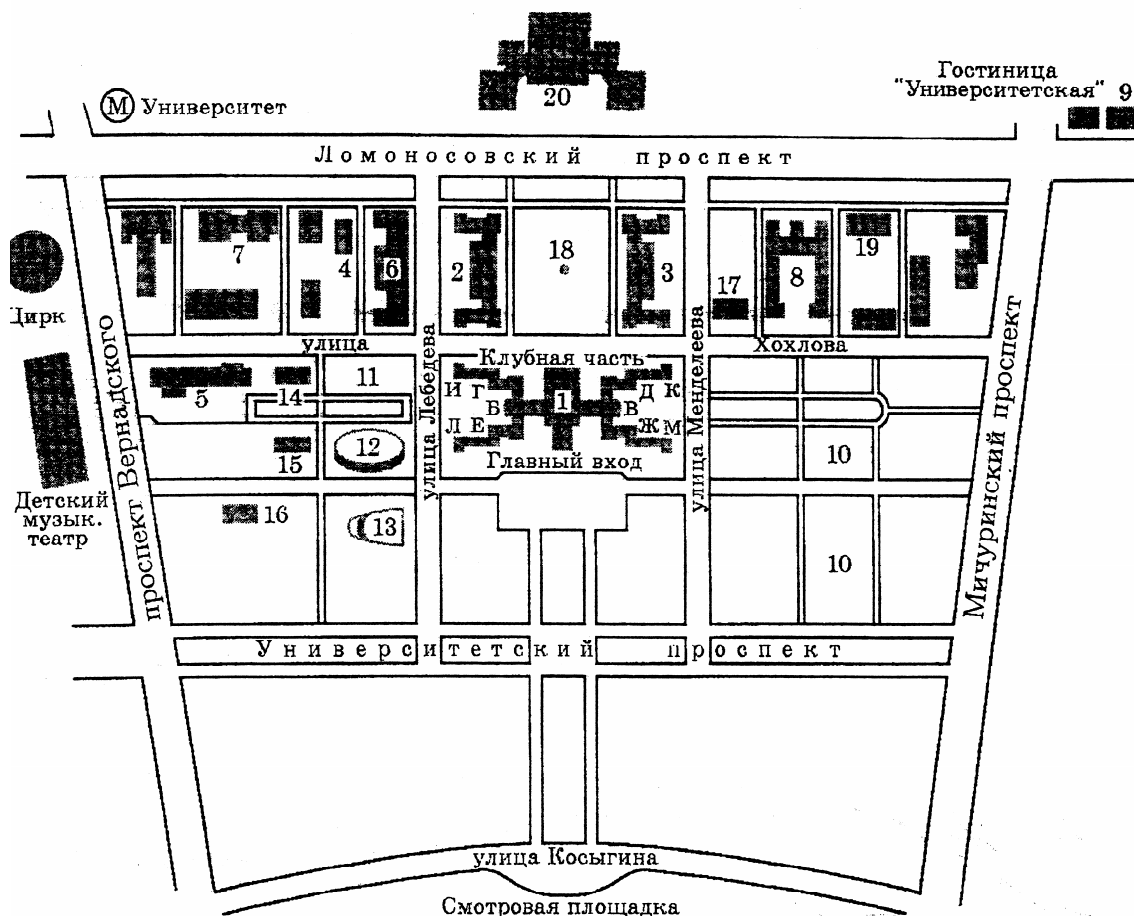 20
Гостиница
"Университетская" 9
М Университет
Ломоносовский проспект
7
4
6
2
18
3
17
8
19
Цирк
улица
Хохлова
Клубная часть
5
14
11
И Г
Б
1
В
Д К
Л Е
Ж М
Главный вход
15
12
10
улица Лебедева
улица Менделеева
проспект Вернадского
Мичуринский проспект
Детский
музык.
театр
16
13
10
Университетский проспект
улица Косыгина
Смотровая площадка